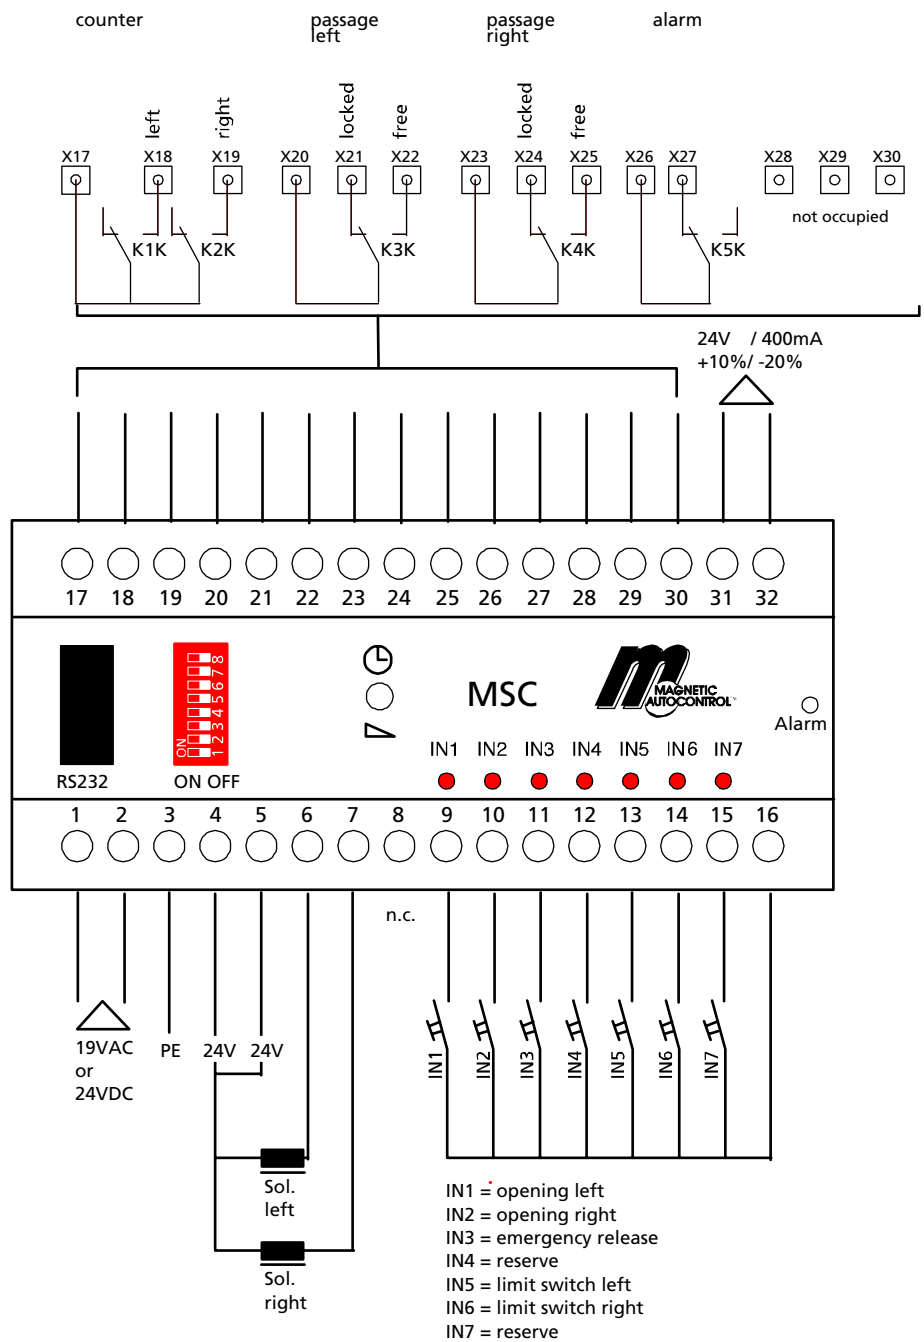 counter
passage
left
passage
right
alarm
left
right
locked
free
locked
free
X17 X18 X19 X20 X21 X22 X23 X24 X25 X26 X27 X28 X29 X30
not occupied
K1K K2K K3K K4K K5K
24V / 400mA
+10%/ -20%
17 18 19 20 21 22 23 24 25 26 27 28 29 30 31 32
ON
1 2 3 4 5 6 7 8
MSC
MAGNETIC
AUTOCONTROL™
Alarm
IN1 IN2 IN3 IN4 IN5 IN6 IN7
RS232
ON OFF
1 2 3 4 5 6 7 8 9 10 11 12 13 14 15 16
n.c.
19VAC
or
24VDC
PE
24V 24V
IN1 IN2 IN3 IN4 IN5 IN6 IN7
Sol.
left
Sol.
right
IN1 = opening left
IN2 = opening right
IN3 = emergency release
IN4 = reserve
IN5 = limit switch left
IN6 = limit switch right
IN7 = reserve